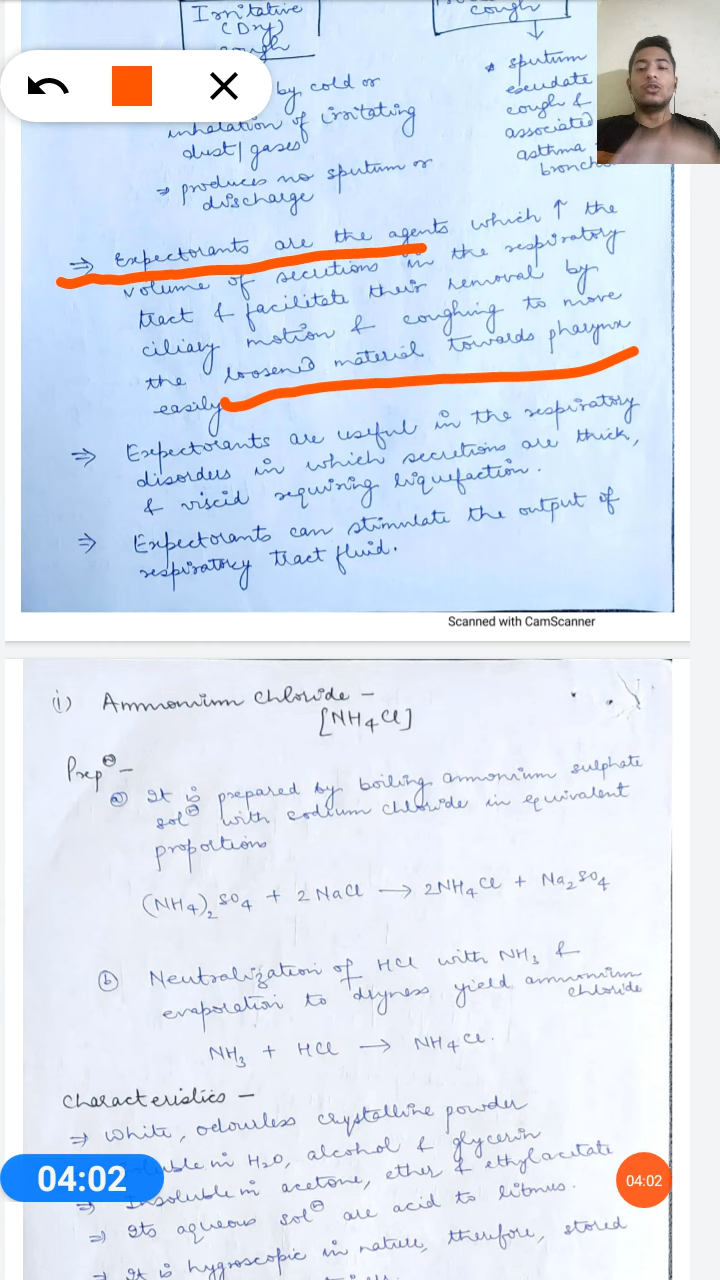 Irritative
(Dry)
cough
cough
by cold or
inhalation of irritating
dust/gases
⇒ produces no sputum or
discharge
* sputum
exudate
cough &
associated
asthma
bronch
⇒ Expectorants are the agents which ↑ the
volume of secretions in the respiratory
tract & facilitate their removal by
ciliary motion & coughing to move
the loosened material towards pharynx
easily
⇒ Expectorants are useful in the respiratory
disorders in which secretions are thick,
& viscid requiring liquefaction.
⇒ Expectorants can stimulate the output of
respiratory tract fluid.
Scanned with CamScanner
(i) Ammonium chloride –
[NH4Cl]
Prepⁿ –
ⓐ It is prepared by boiling ammonium sulphate
solⁿ with sodium chloride in equivalent
proportions
(NH4)2SO4 + 2NaCl → 2NH4Cl + Na2SO4
ⓑ Neutralization of HCl with NH3 &
evaporation to dryness yield ammonium
chloride
NH3 + HCl → NH4Cl.
Characteristics –
⇒ White, odourless crystalline powder
uble in H2O, alcohol & glycerin
⇒ Insoluble in acetone, ether & ethylacetate
⇒ Its aqueous solⁿ are acid to litmus.
⇒ It is hygroscopic in nature, therefore, stored
04:02
04:02